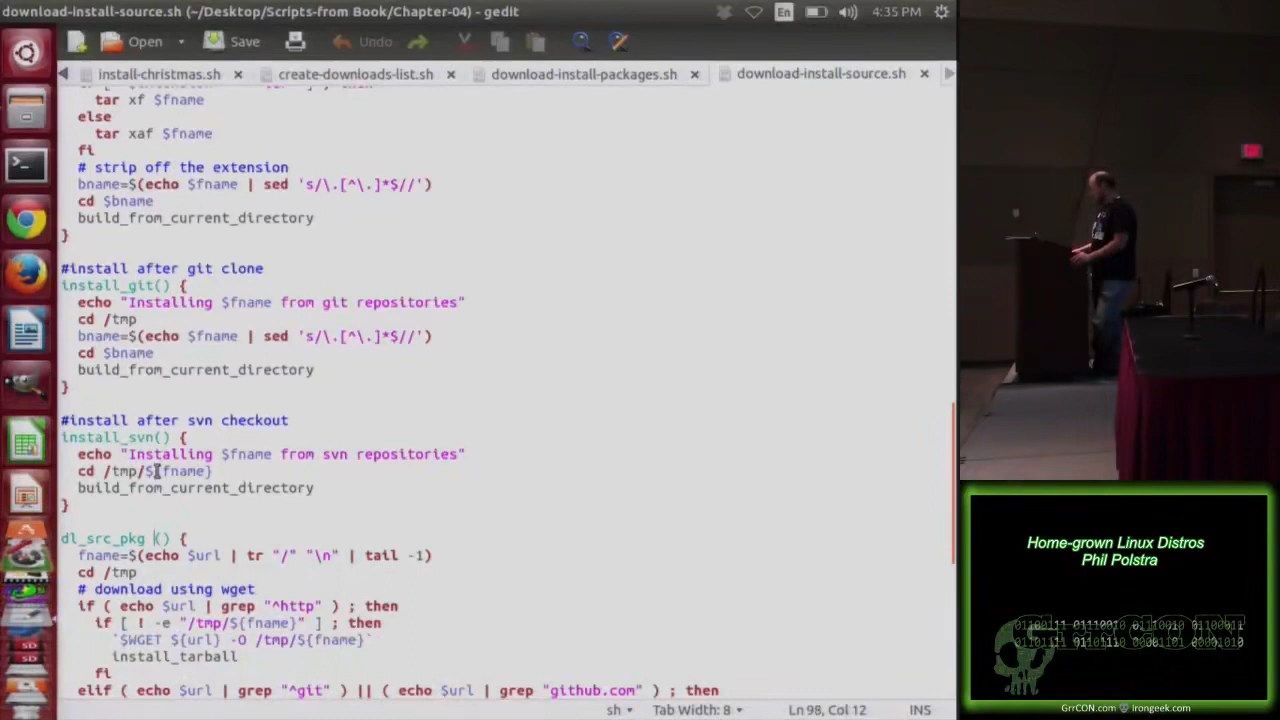 download-install-source.sh (~/Desktop/Scripts-from Book/Chapter-04) - gedit
En
4:35 PM
Open
Save
Undo
install-christmas.sh
create-downloads-list.sh
download-install-packages.sh
download-install-source.sh
tar xf $fname
else
tar xaf $fname
fi
# strip off the extension
bname=$(echo $fname | sed 's/\.[^\.]*$//')
cd $bname
build_from_current_directory
}
#install after git clone
install_git() {
echo "Installing $fname from git repositories"
cd /tmp
bname=$(echo $fname | sed 's/\.[^\.]*$//')
cd $bname
build_from_current_directory
}
#install after svn checkout
install_svn() {
echo "Installing $fname from svn repositories"
cd /tmp/${fname}
build_from_current_directory
}
dl_src_pkg () {
fname=$(echo $url | tr "/" "\n" | tail -1)
cd /tmp
# download using wget
if ( echo $url | grep "^http" ) ; then
if [ ! -e "/tmp/${fname}" ] ; then
`$WGET ${url} -O /tmp/${fname}`
install_tarball
fi
elif ( echo $url | grep "^git" ) || ( echo $url | grep "github.com" ) ; then
sh
Tab Width: 8
Ln 98, Col 12
INS
Home-grown Linux Distros
Phil Polstra
GrrCON
GrrCON.com
Irongeek.com